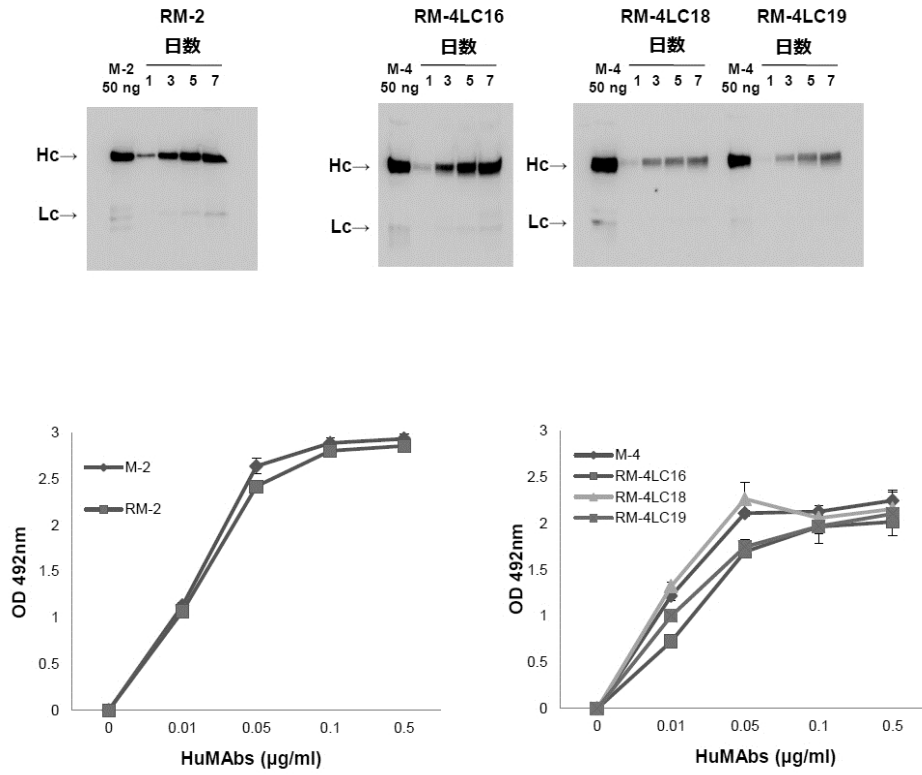 RM-2
日数
M-2
50 ng
1 3 5 7
Hc→
Lc→
RM-4LC16
日数
M-4
50 ng
1 3 5 7
Hc→
Lc→
RM-4LC18
日数
M-4
50 ng
1 3 5 7
Hc→
Lc→
RM-4LC19
日数
M-4
50 ng
1 3 5 7
3
2.5
2
1.5
1
0.5
0
OD 492nm
M-2
RM-2
0 0.01 0.05 0.1 0.5
HuMAbs (μg/ml)
3
2.5
2
1.5
1
0.5
0
OD 492nm
M-4
RM-4LC16
RM-4LC18
RM-4LC19
0 0.01 0.05 0.1 0.5
HuMAbs (μg/ml)